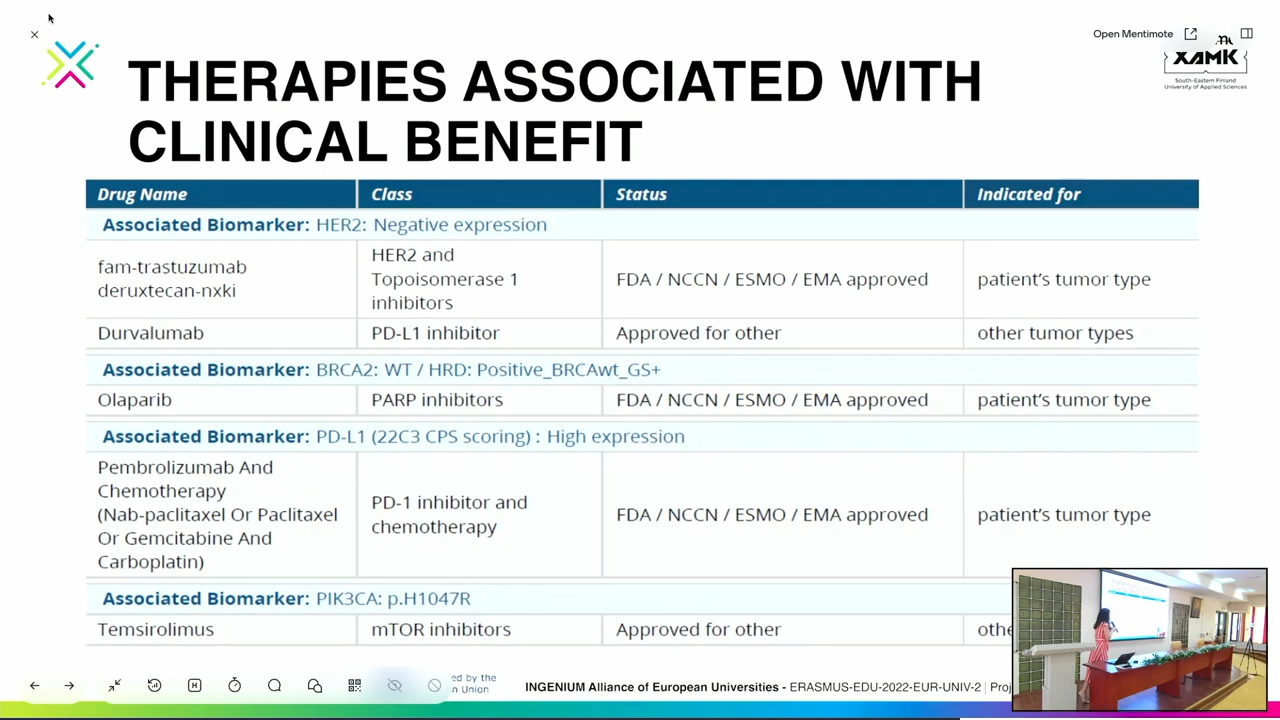 Open Mentimote
XAMK
South-Eastern Finland
University of Applied Sciences
THERAPIES ASSOCIATED WITH
CLINICAL BENEFIT
Drug Name Class Status Indicated for
Associated Biomarker: HER2: Negative expression
fam-trastuzumab
deruxtecan-nxki
HER2 and
Topoisomerase 1
inhibitors
FDA / NCCN / ESMO / EMA approved
patient's tumor type
Durvalumab PD-L1 inhibitor Approved for other other tumor types
Associated Biomarker: BRCA2: WT / HRD: Positive_BRCAwt_GS+
Olaparib PARP inhibitors FDA / NCCN / ESMO / EMA approved patient's tumor type
Associated Biomarker: PD-L1 (22C3 CPS scoring) : High expression
Pembrolizumab And
Chemotherapy
(Nab-paclitaxel Or Paclitaxel
Or Gemcitabine And
Carboplatin)
PD-1 inhibitor and
chemotherapy
FDA / NCCN / ESMO / EMA approved
patient's tumor type
Associated Biomarker: PIK3CA: p.H1047R
Temsirolimus mTOR inhibitors Approved for other othe
ed by the
n Union
INGENIUM Alliance of European Universities - ERASMUS-EDU-2022-EUR-UNIV-2 | Proj